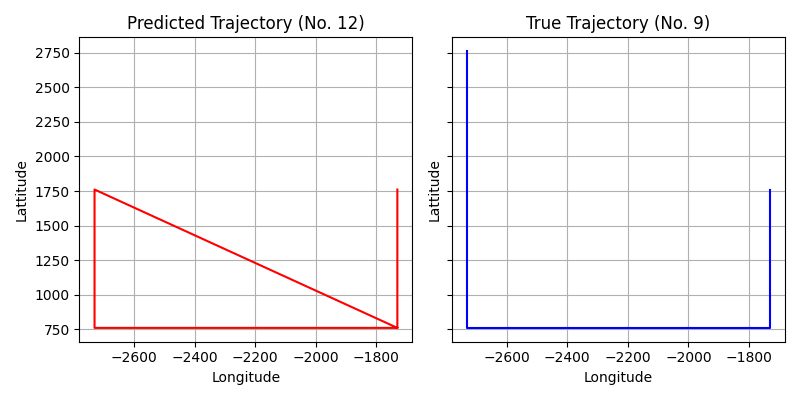 Predicted Trajectory (No. 12)
True Trajectory (No. 9)
2750
2500
2250
2000
1750
1500
1250
1000
750
Lattitude
Lattitude
−2600 −2400 −2200 −2000 −1800
−2600 −2400 −2200 −2000 −1800
Longitude
Longitude